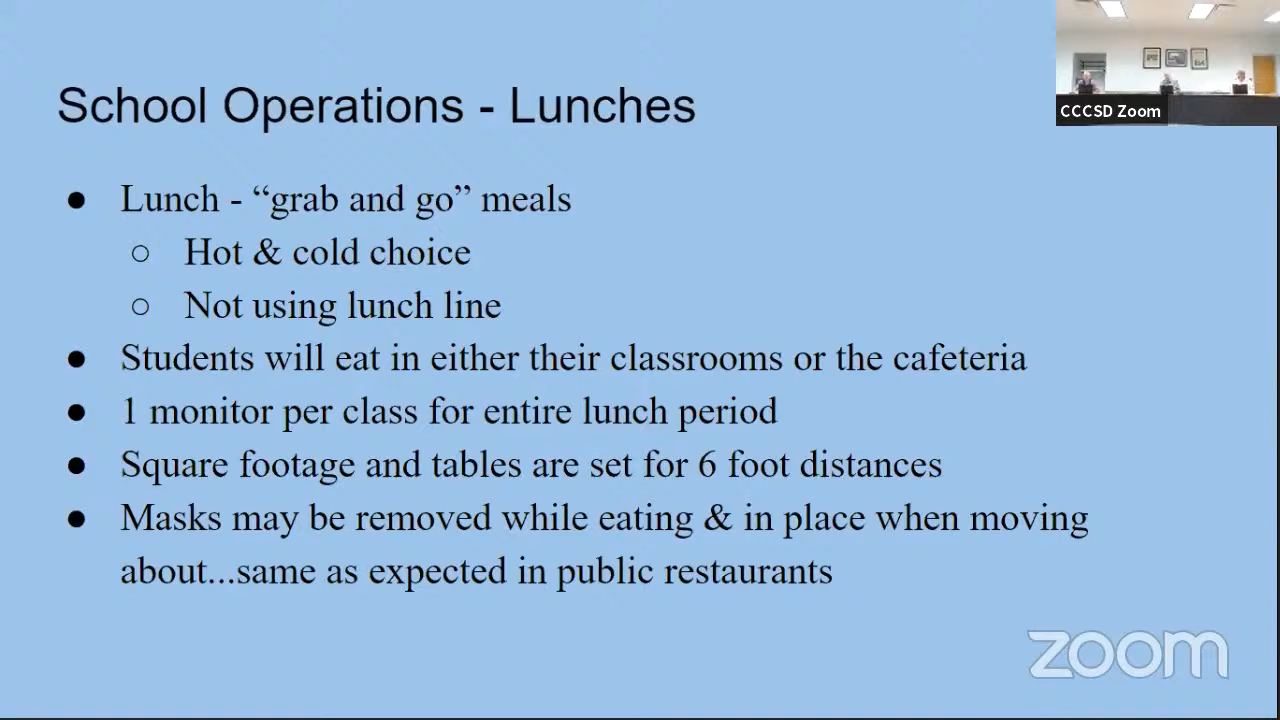 School Operations - Lunches
CCCSD Zoom
● Lunch - “grab and go” meals
○ Hot & cold choice
○ Not using lunch line
● Students will eat in either their classrooms or the cafeteria
● 1 monitor per class for entire lunch period
● Square footage and tables are set for 6 foot distances
● Masks may be removed while eating & in place when moving
about...same as expected in public restaurants
zoom